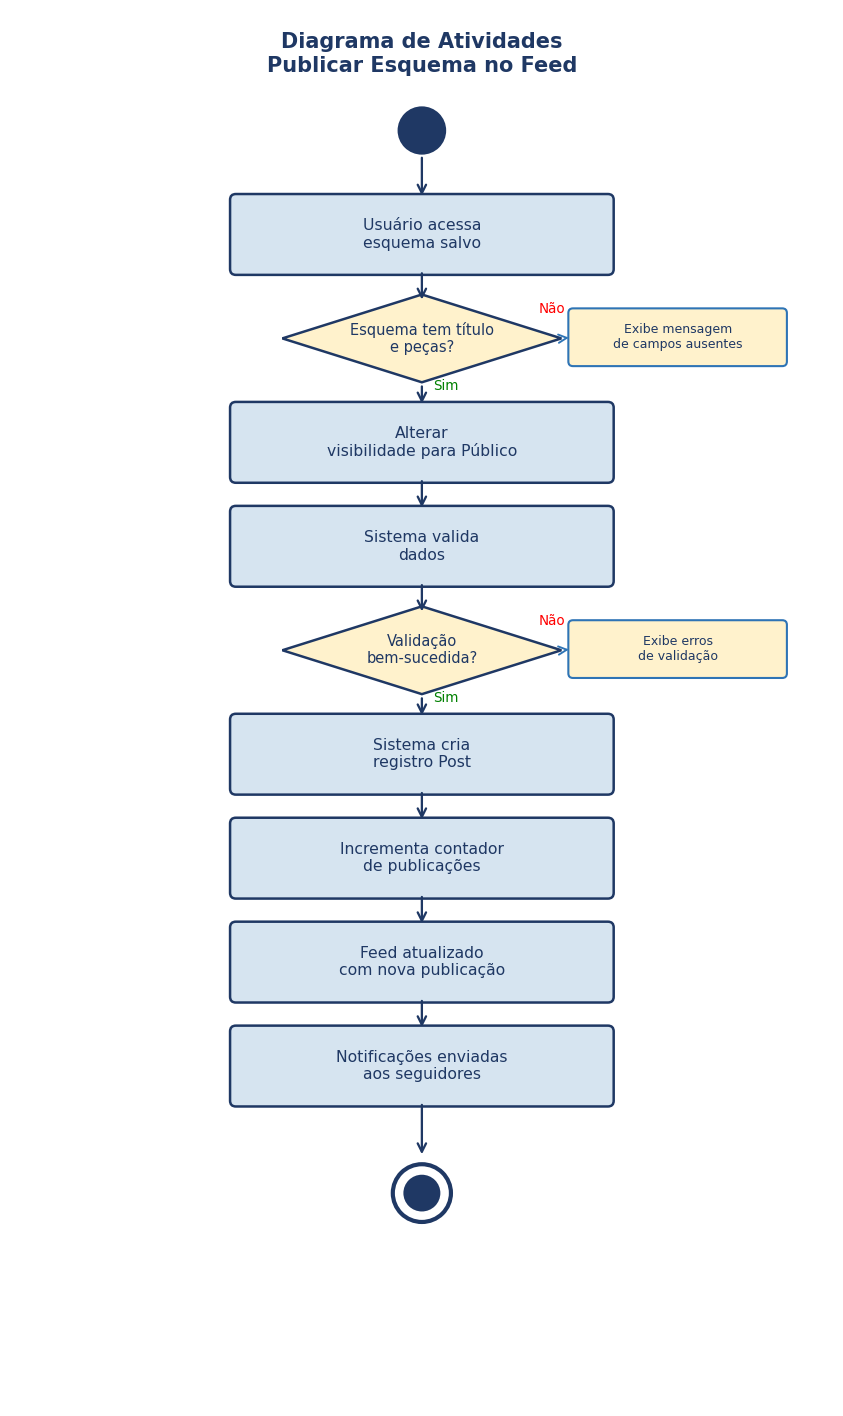 Diagrama de Atividades
Publicar Esquema no Feed
Usuário acessa
esquema salvo
Esquema tem título
e peças?
Não
Exibe mensagem
de campos ausentes
Sim
Alterar
visibilidade para Público
Sistema valida
dados
Validação
bem-sucedida?
Não
Exibe erros
de validação
Sim
Sistema cria
registro Post
Incrementa contador
de publicações
Feed atualizado
com nova publicação
Notificações enviadas
aos seguidores